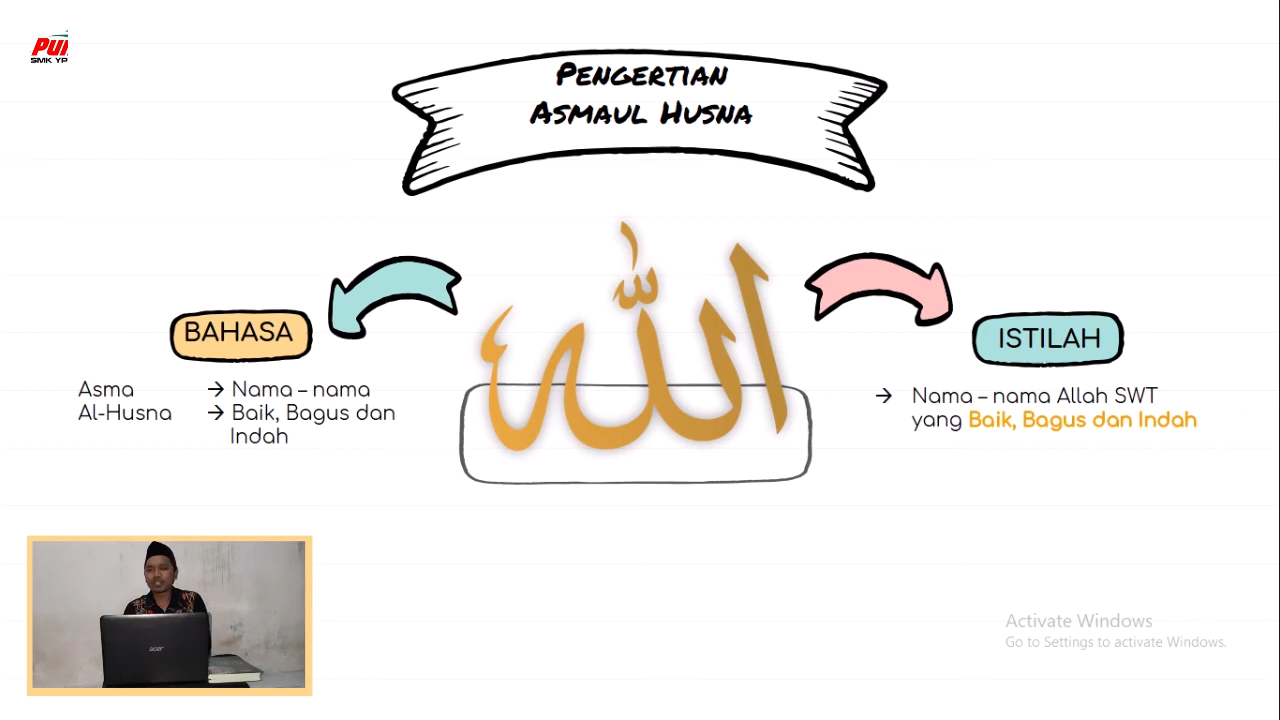 PUI
SMK YP
PENGERTIAN
ASMAUL HUSNA
الله
BAHASA
Asma → Nama – nama
Al-Husna → Baik, Bagus dan
Indah
ISTILAH
→ Nama – nama Allah SWT
yang Baik, Bagus dan Indah
acer
Activate Windows
Go to Settings to activate Windows.